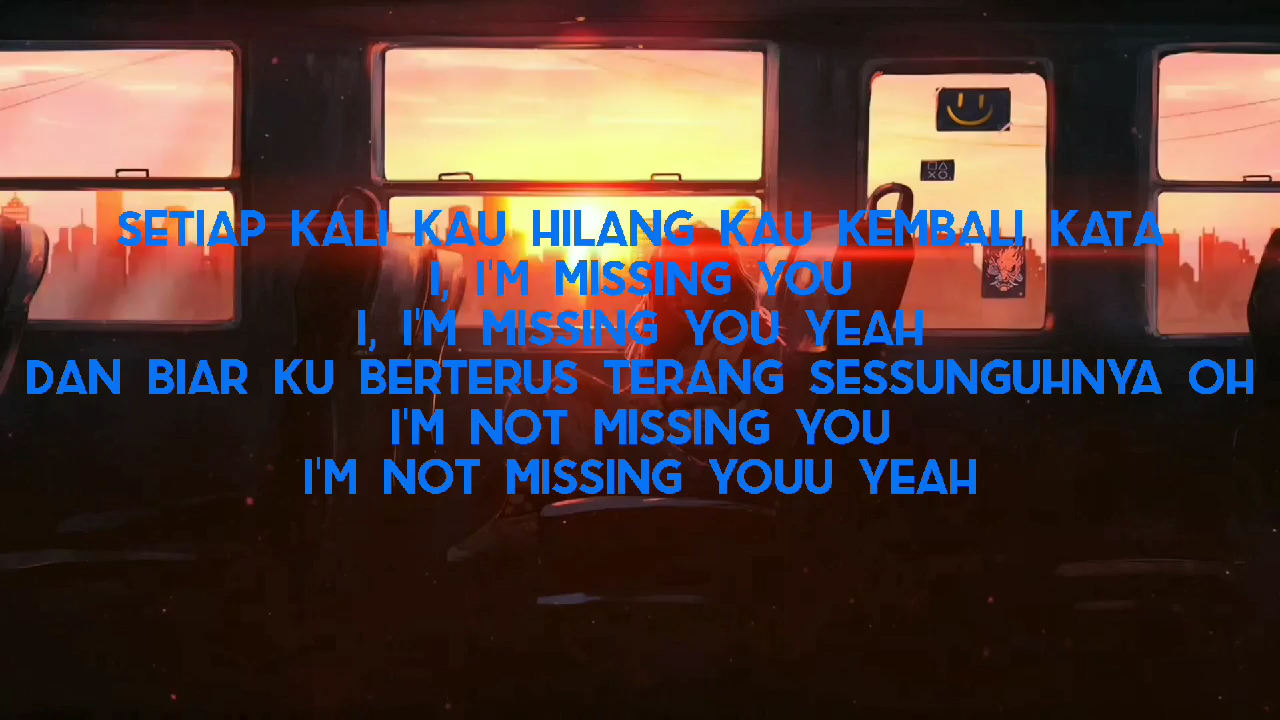 SETIAP KALI KAU HILANG KAU KEMBALI KATA
I, I'M MISSING YOU
I, I'M MISSING YOU YEAH
DAN BIAR KU BERTERUS TERANG SESSUNGUHNYA OH
I'M NOT MISSING YOU
I'M NOT MISSING YOUU YEAH